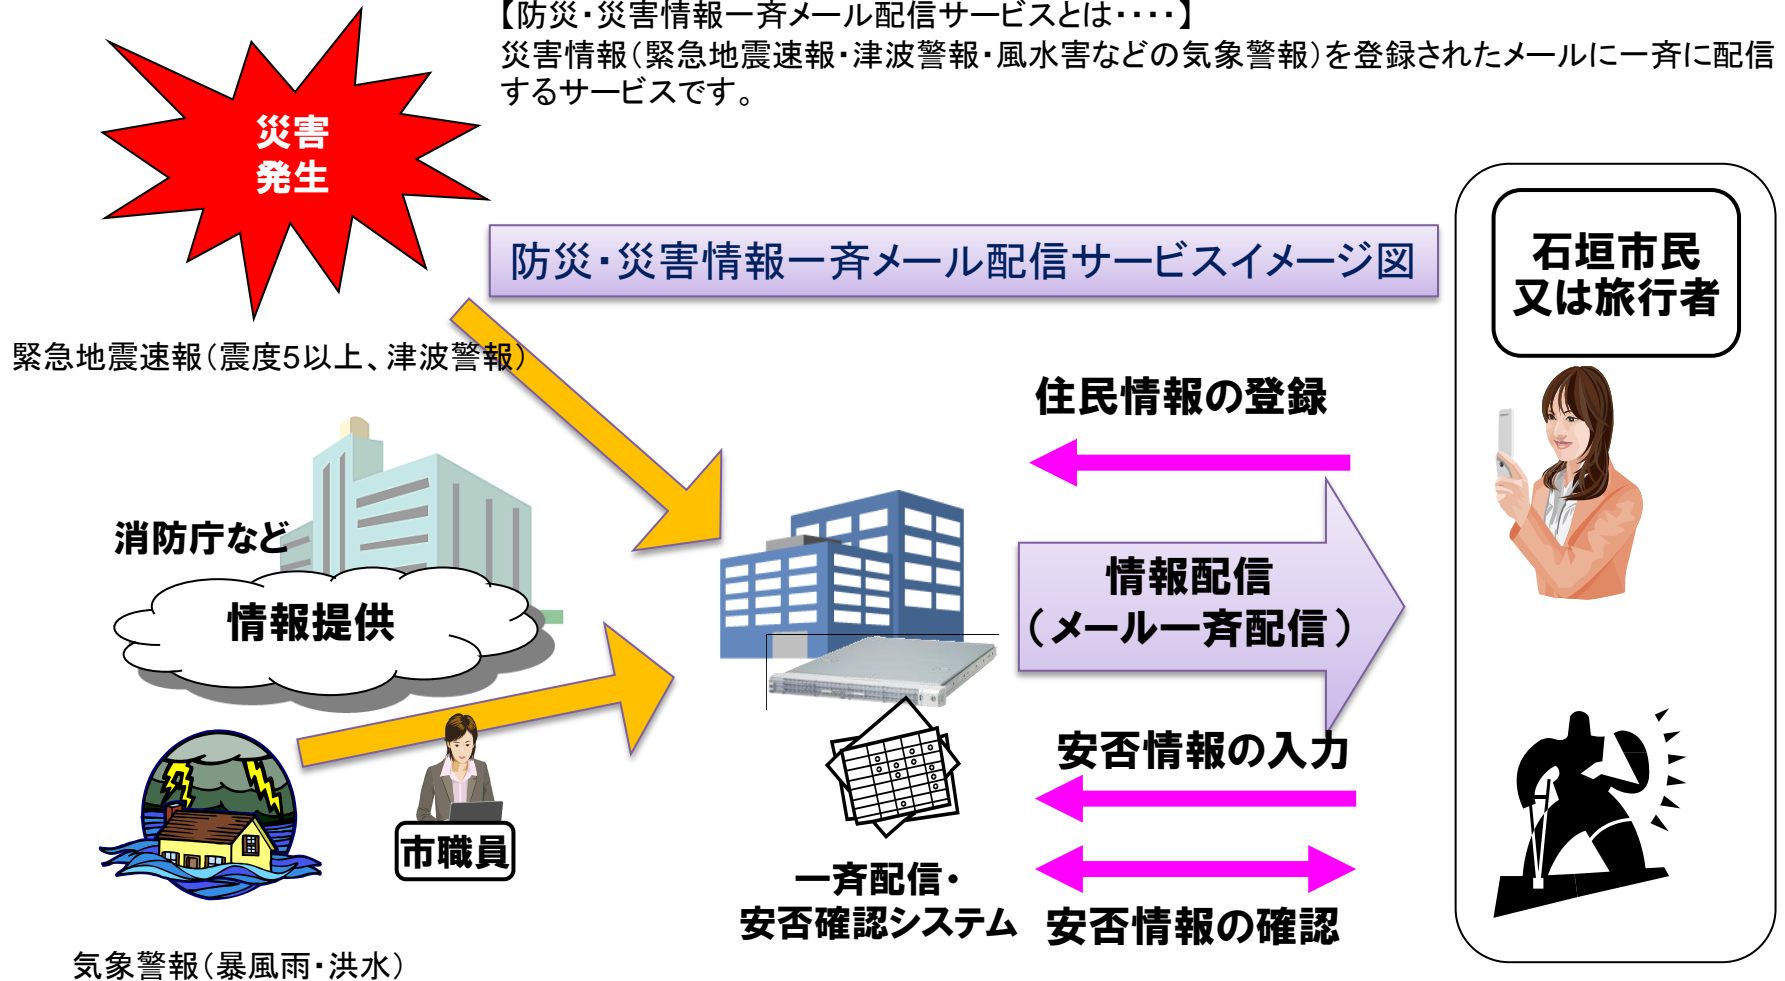 【防災・災害情報一斉メール配信サービスとは・・・・】
災害情報（緊急地震速報・津波警報・風水害などの気象警報）を登録されたメールに一斉に配信
するサービスです。
災害
発生
防災・災害情報一斉メール配信サービスイメージ図
石垣市民
又は旅行者
緊急地震速報（震度5以上、津波警報）
住民情報の登録
消防庁など
情報提供
情報配信
（メール一斉配信）
安否情報の入力
市職員
一斉配信・
安否確認システム
安否情報の確認
気象警報（暴風雨・洪水）